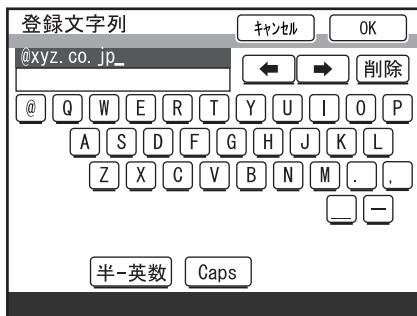 登録文字列 ｷｬﾝｾﾙ OK
@xyz.co.jp_
← → 削除
@ Q W E R T Y U I O P
A S D F G H J K L
Z X C V B N M . ,
_ -
半-英数 Caps